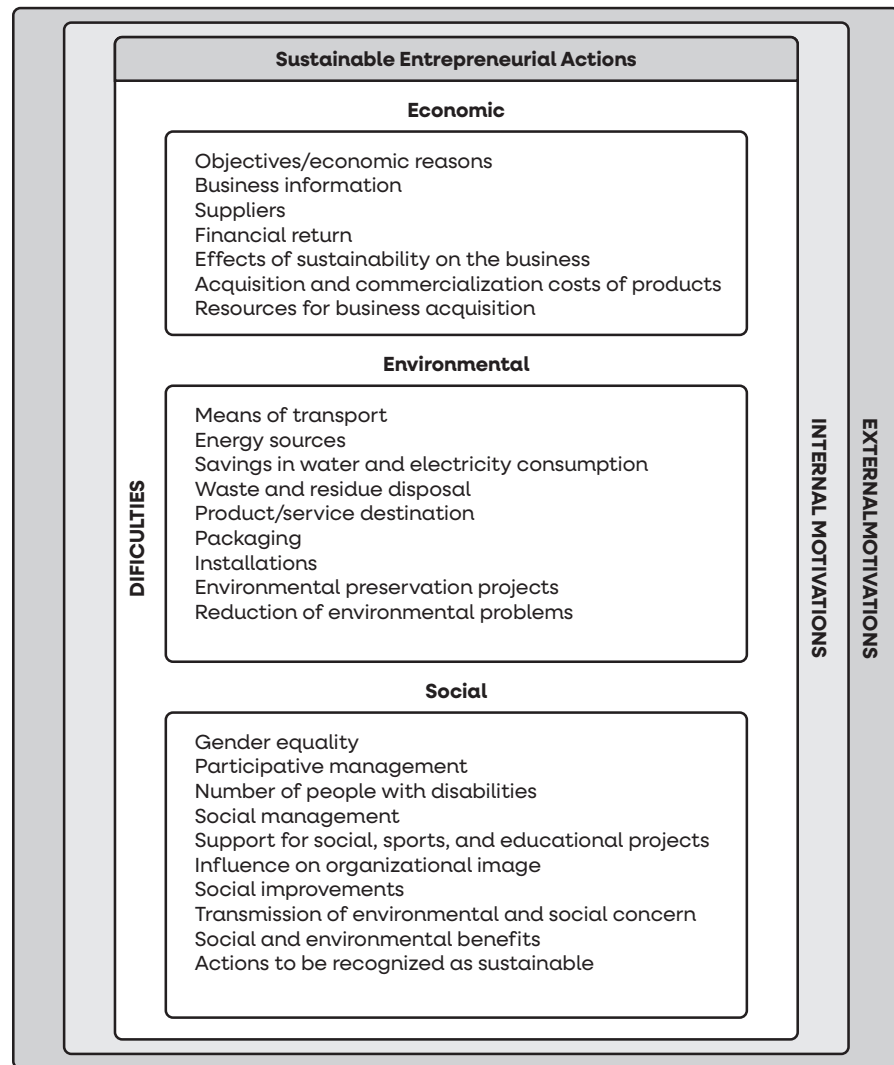 Sustainable Entrepreneurial Actions
Economic
Objectives/economic reasons
Business information
Suppliers
Financial return
Effects of sustainability on the business
Acquisition and commercialization costs of products
Resources for business acquisition
Environmental
Means of transport
Energy sources
Savings in water and electricity consumption
Waste and residue disposal
Product/service destination
Packaging
Installations
Environmental preservation projects
Reduction of environmental problems
Social
Gender equality
Participative management
Number of people with disabilities
Social management
Support for social, sports, and educational projects
Influence on organizational image
Social improvements
Transmission of environmental and social concern
Social and environmental benefits
Actions to be recognized as sustainable
DIFICULTIES
INTERNAL MOTIVATIONS
EXTERNALMOTIVATIONS